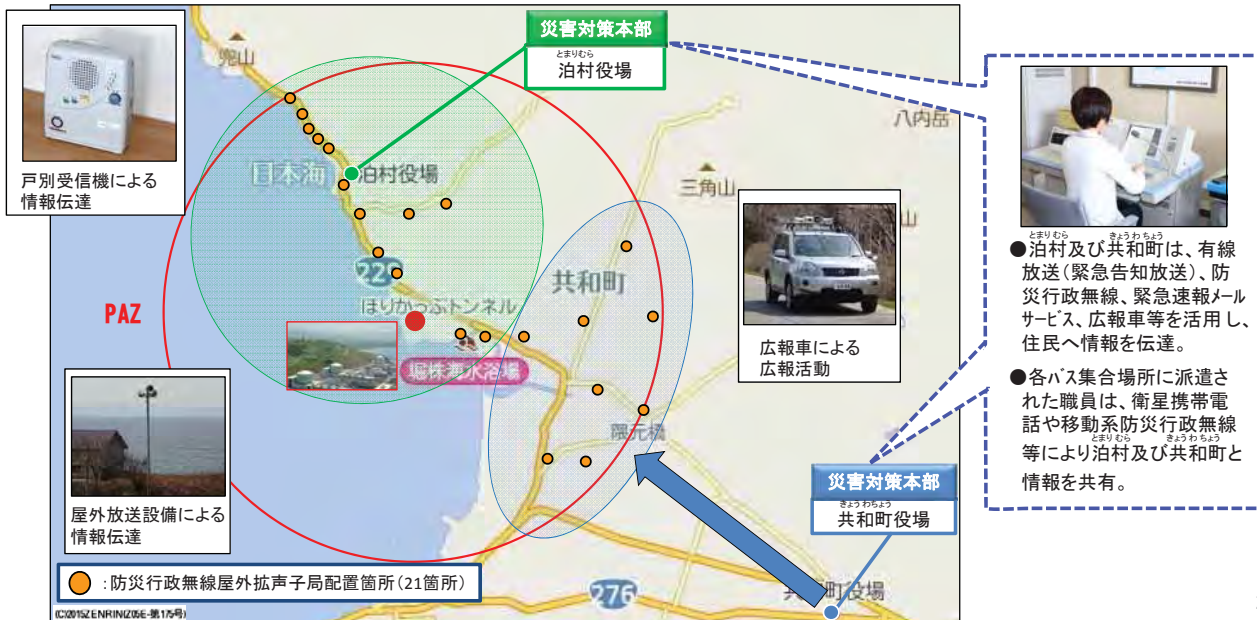 戸別受信機による
情報伝達
兜山
災害対策本部
とまりむら
泊村役場
八内岳
三角山
山
日本海
泊村役場
229
共和町
ほりかっぷトンネル
PAZ
堀株海水浴場
広報車による
広報活動
隈元橋
屋外放送設備による
情報伝達
災害対策本部
きょうわちょう
共和町役場
:防災行政無線屋外拡声子局配置箇所(21箇所)
276
町役場
(C)2015ZENRIN(Z05E-第175号)
とまりむら きょうわちょう
●泊村及び共和町は、有線
放送(緊急告知放送)、防
災行政無線、緊急速報メール
サービス、広報車等を活用し、
住民へ情報を伝達。
●各バス集合場所に派遣さ
れた職員は、衛星携帯電
話や移動系防災行政無線
とまりむら きょうわちょう
等により泊村及び共和町と
情報を共有。